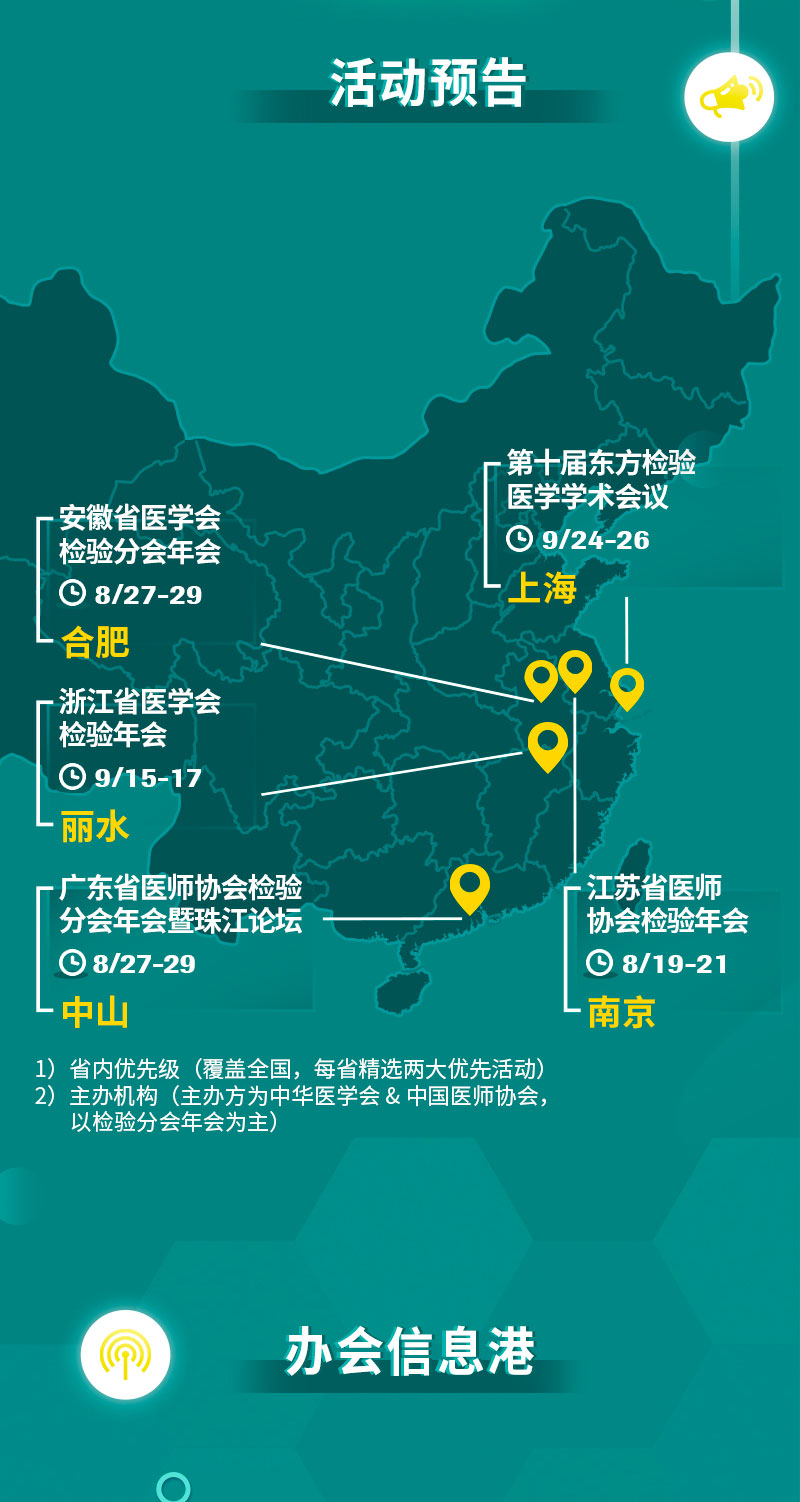 活动预告
第十届东方检验
医学学术会议
9/24-26
上海
安徽省医学会
检验分会年会
8/27-29
合肥
浙江省医学会
检验年会
9/15-17
丽水
广东省医师协会检验
分会年会暨珠江论坛
8/27-29
中山
江苏省医师
协会检验年会
8/19-21
南京
1）省内优先级（覆盖全国，每省精选两大优先活动）
2）主办机构（主办方为中华医学会 & 中国医师协会，
以检验分会年会为主）
办会信息港